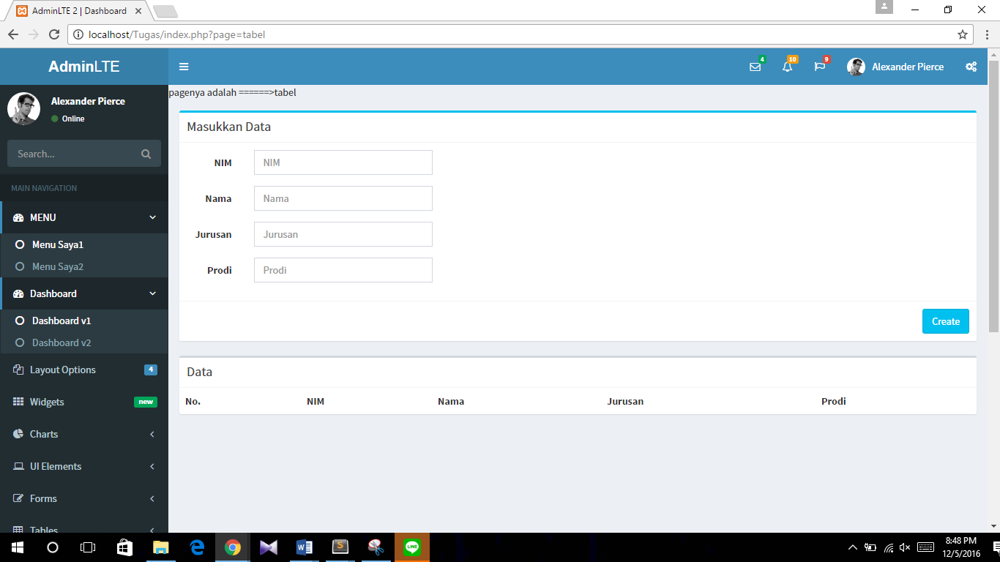 AdminLTE 2 | Dashboard
localhost/Tugas/index.php?page=tabel
AdminLTE
4
10
9
Alexander Pierce
Alexander Pierce
Online
Search...
MAIN NAVIGATION
MENU
Menu Saya1
Menu Saya2
Dashboard
Dashboard v1
Dashboard v2
Layout Options 4
Widgets new
Charts
UI Elements
Forms
Tables
pagenya adalah ======>tabel
Masukkan Data
NIM NIM
Nama Nama
Jurusan Jurusan
Prodi Prodi
Create
Data
No. NIM Nama Jurusan Prodi
LINE
8:48 PM
12/5/2016